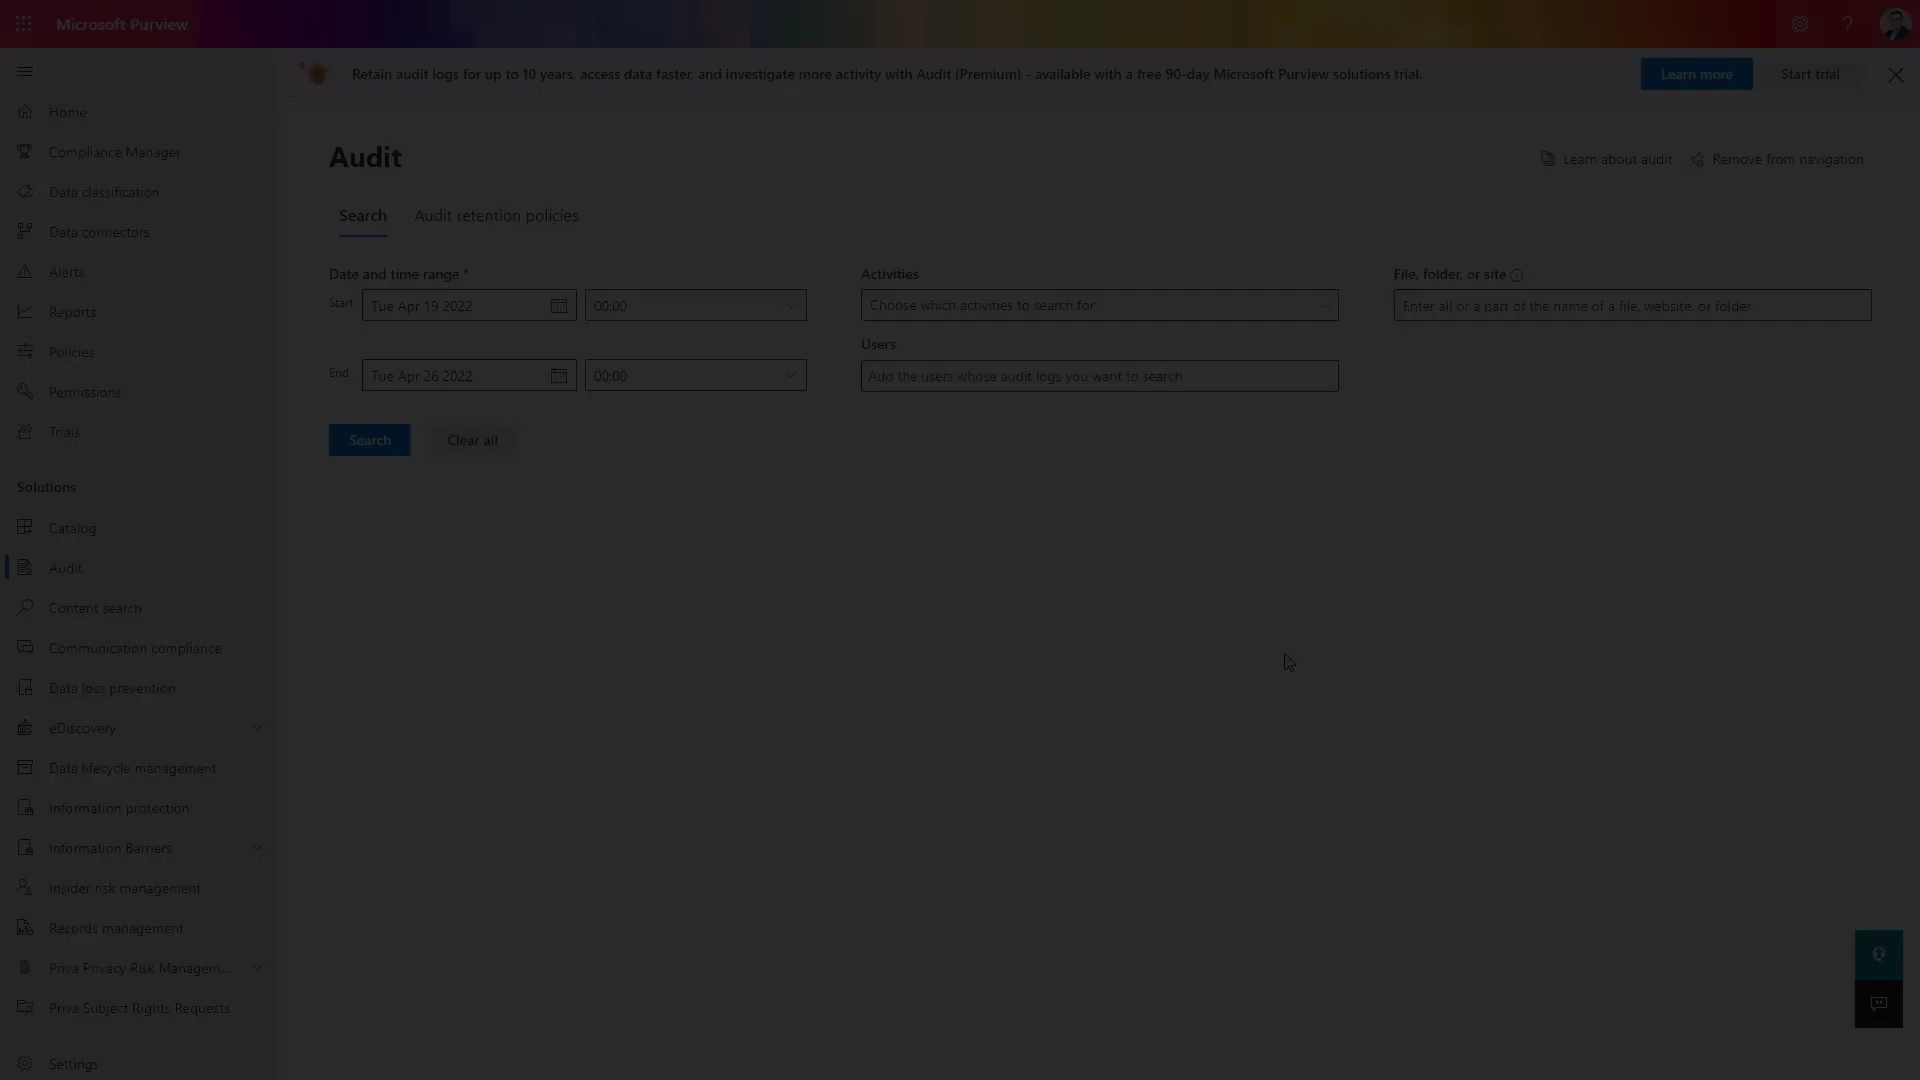 Microsoft Purview
Retain audit logs for up to 10 years, access data faster, and investigate more activity with Audit (Premium) - available with a free 90-day Microsoft Purview solutions trial.
Learn more
Start trial
Home
Compliance Manager
Data classification
Data connectors
Alerts
Reports
Policies
Permissions
Trials
Solutions
Catalog
Audit
Content search
Communication compliance
Data loss prevention
eDiscovery
Data lifecycle management
Information protection
Information Barriers
Insider risk management
Records management
Priva Privacy Risk Managem...
Priva Subject Rights Requests
Settings
Audit
Learn about audit
Remove from navigation
Search
Audit retention policies
Date and time range *
Start
Tue Apr 19 2022
00:00
End
Tue Apr 26 2022
00:00
Activities
Choose which activities to search for
Users
Add the users whose audit logs you want to search
File, folder, or site
Enter all or a part of the name of a file, website, or folder
Search
Clear all